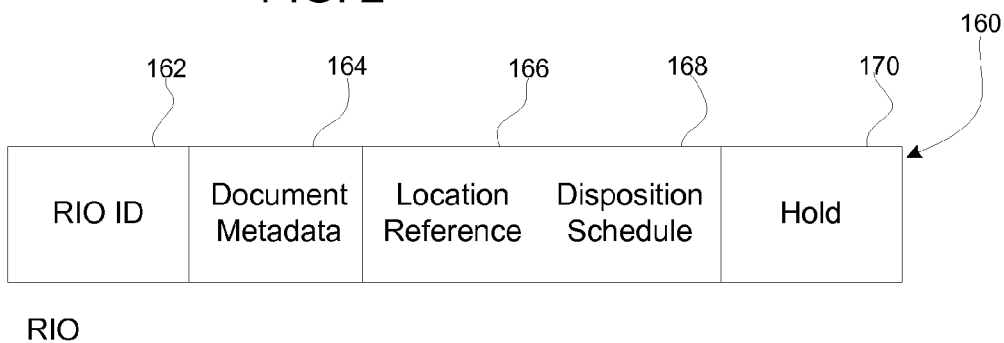 160
162 164 166 168 170
RIO ID Document Metadata Location Reference Disposition Schedule Hold
RIO